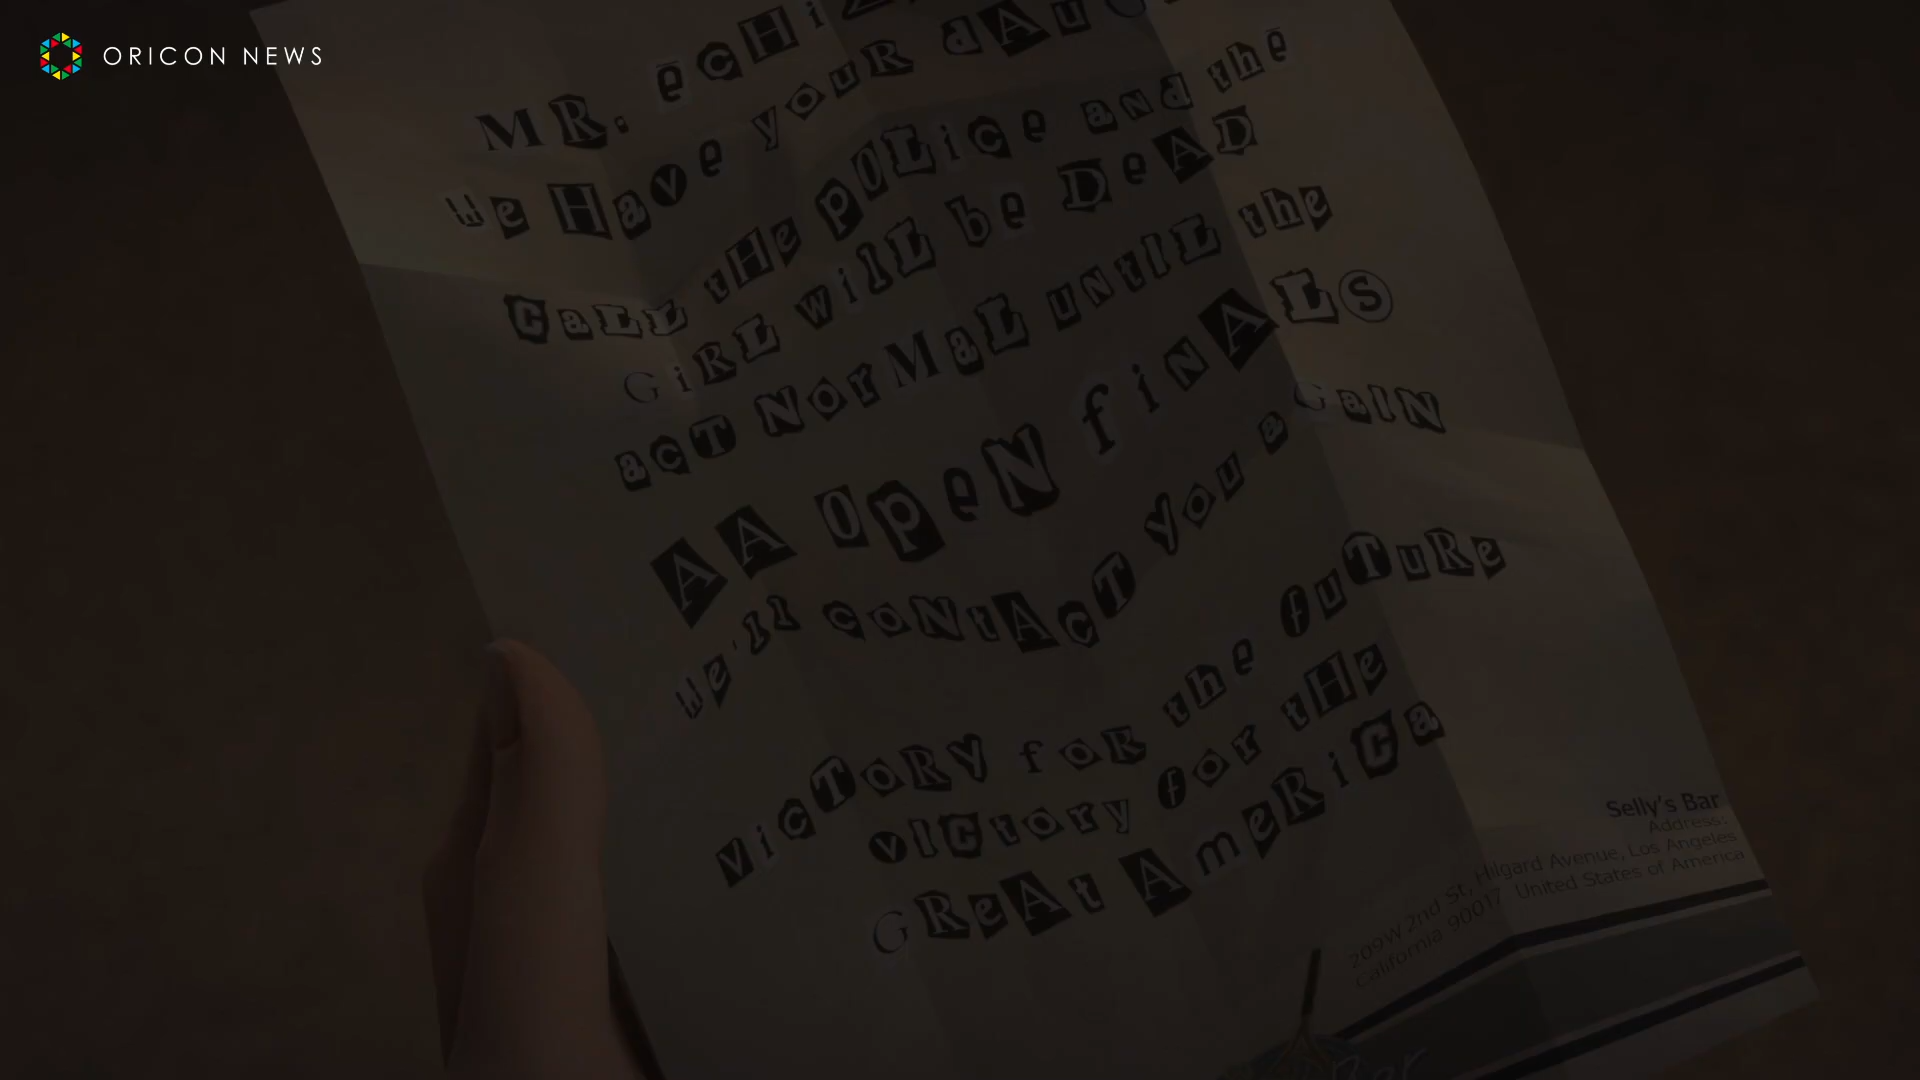 ORICON NEWS
MR.
We Have youR
CaLL tHe pOLice and the
GiRL wilL be DeAD
acT NorMaL untIL the
AA OpeN finALS
We'll coNtAcT you aGaIN
VicToRy foR the fuTuRe
vICtory for tHe
GReAt AmeRiCa
Selly's Bar
Address:
209W 2nd St, Hilgard Avenue, Los Angeles
California 90017 United States of America